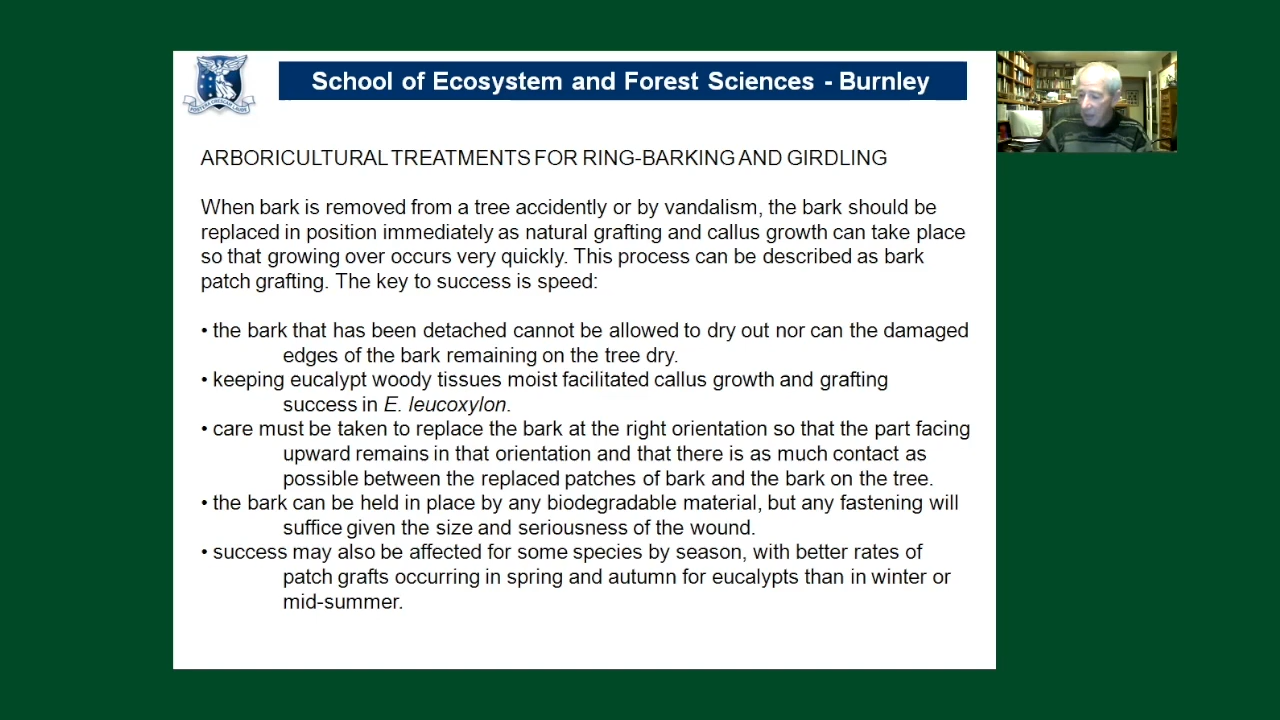 School of Ecosystem and Forest Sciences - Burnley
ARBORICULTURAL TREATMENTS FOR RING-BARKING AND GIRDLING
When bark is removed from a tree accidently or by vandalism, the bark should be
replaced in position immediately as natural grafting and callus growth can take place
so that growing over occurs very quickly. This process can be described as bark
patch grafting. The key to success is speed:
• the bark that has been detached cannot be allowed to dry out nor can the damaged
edges of the bark remaining on the tree dry.
• keeping eucalypt woody tissues moist facilitated callus growth and grafting
success in E. leucoxylon.
• care must be taken to replace the bark at the right orientation so that the part facing
upward remains in that orientation and that there is as much contact as
possible between the replaced patches of bark and the bark on the tree.
• the bark can be held in place by any biodegradable material, but any fastening will
suffice given the size and seriousness of the wound.
• success may also be affected for some species by season, with better rates of
patch grafts occurring in spring and autumn for eucalypts than in winter or
mid-summer.